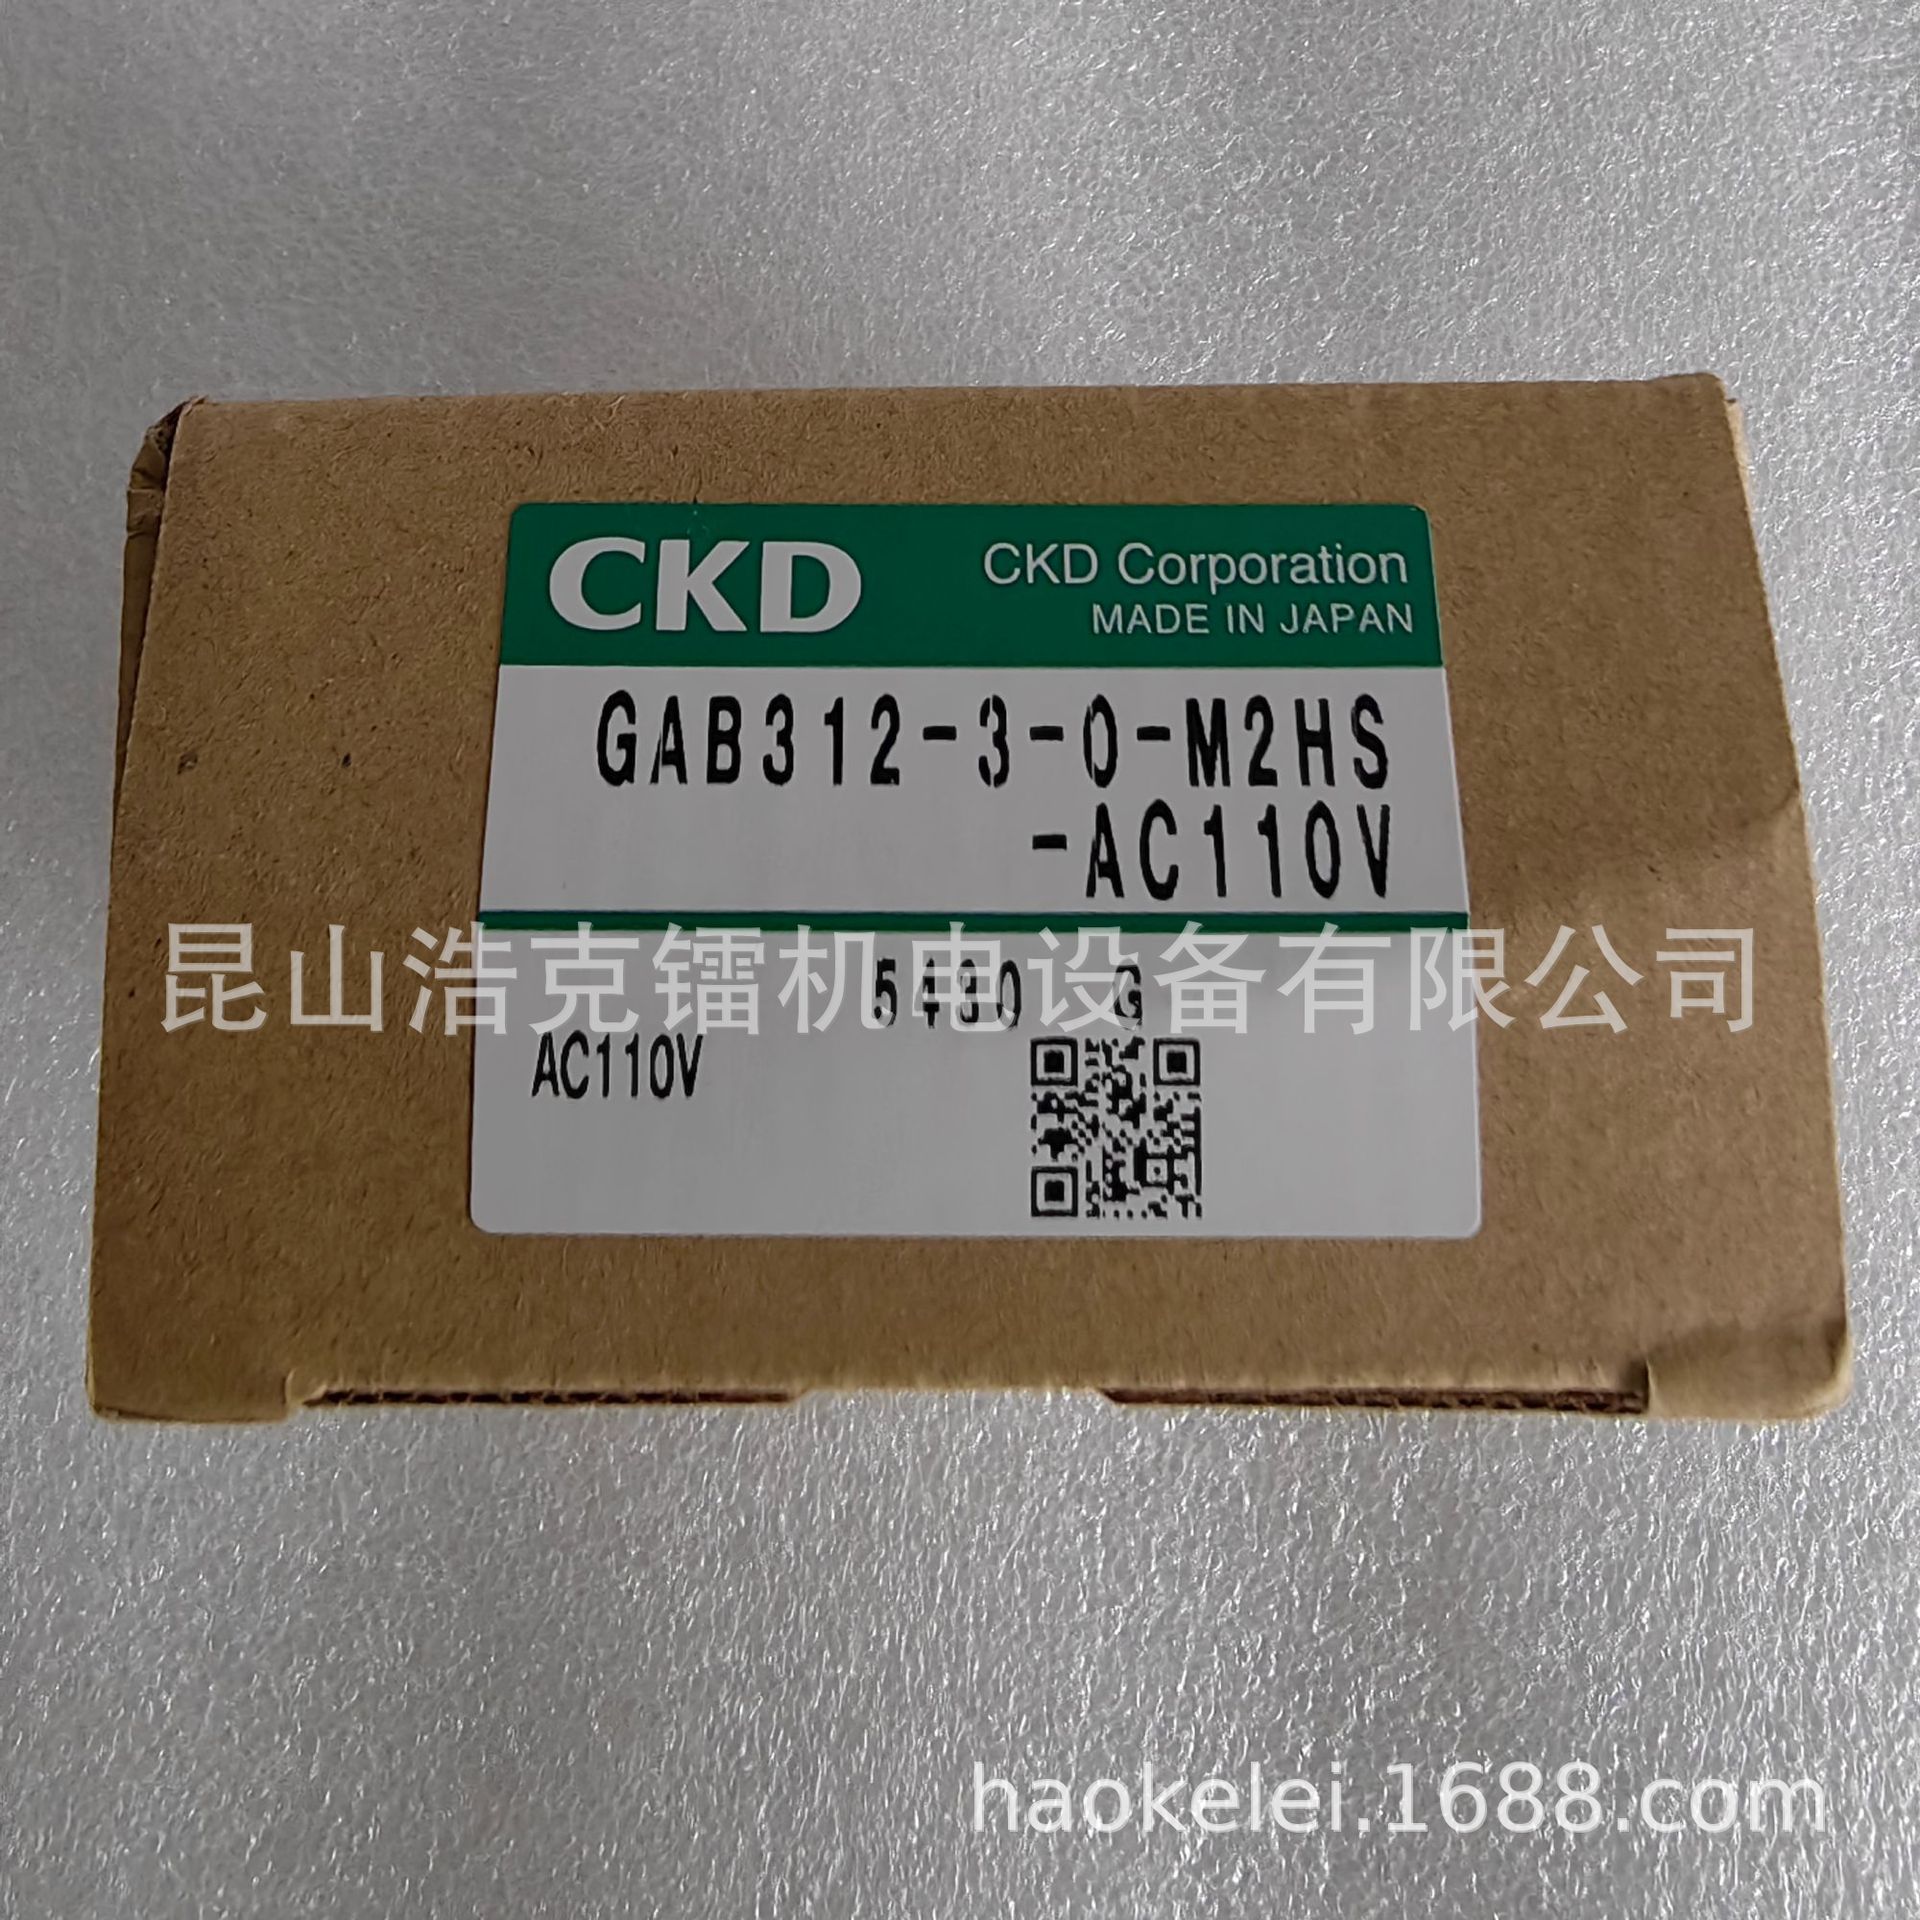 CKD
CKD Corporation
MADE IN JAPAN
GAB312-3-0-M2HS
-AC110V
昆山浩克镭机电设备有限公司
5430 G
AC110V
haokelei.1688.com